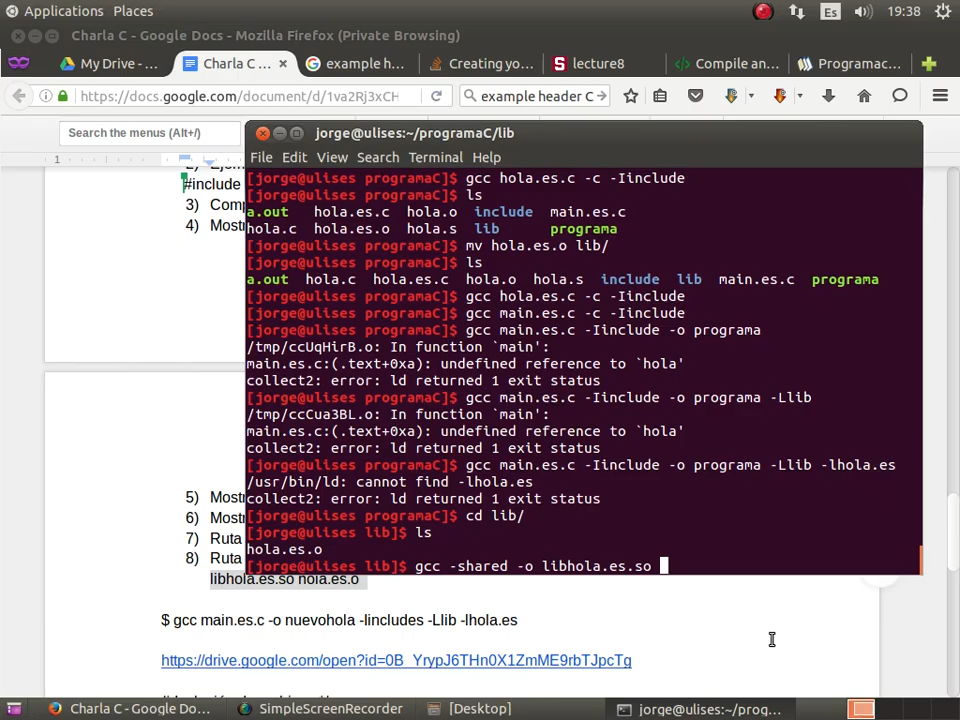 Applications Places Es 19:38
Charla C - Google Docs - Mozilla Firefox (Private Browsing)
My Drive - ... Charla C ... example h... Creating yo... lecture8 Compile an... Programac...
https://docs.google.com/document/d/1va2Rj3xCH example header C
Search the menus (Alt+/)
jorge@ulises:~/programaC/lib
File Edit View Search Terminal Help
1
2)
#include
3) Comp
4) Mostr
[jorge@ulises programaC]$ gcc hola.es.c -c -Iinclude
[jorge@ulises programaC]$ ls
a.out hola.es.c hola.o include main.es.c
hola.c hola.es.o hola.s lib programa
[jorge@ulises programaC]$ mv hola.es.o lib/
[jorge@ulises programaC]$ ls
a.out hola.c hola.es.c hola.o hola.s include lib main.es.c programa
[jorge@ulises programaC]$ gcc hola.es.c -c -Iinclude
[jorge@ulises programaC]$ gcc main.es.c -c -Iinclude
[jorge@ulises programaC]$ gcc main.es.c -Iinclude -o programa
/tmp/ccUqHirB.o: In function `main':
main.es.c:(.text+0xa): undefined reference to `hola'
collect2: error: ld returned 1 exit status
[jorge@ulises programaC]$ gcc main.es.c -Iinclude -o programa -Llib
/tmp/ccCua3BL.o: In function `main':
main.es.c:(.text+0xa): undefined reference to `hola'
collect2: error: ld returned 1 exit status
[jorge@ulises programaC]$ gcc main.es.c -Iinclude -o programa -Llib -lhola.es
/usr/bin/ld: cannot find -lhola.es
collect2: error: ld returned 1 exit status
[jorge@ulises programaC]$ cd lib/
[jorge@ulises lib]$ ls
hola.es.o
[jorge@ulises lib]$ gcc -shared -o libhola.es.so
5) Mostr
6) Mostr
7) Ruta
8) Ruta
libhola.es.so hola.es.o
$ gcc main.es.c -o nuevohola -Iincludes -Llib -lhola.es
https://drive.google.com/open?id=0B_YrypJ6THn0X1ZmME9rbTJpcTg
Charla C - Google Do... SimpleScreenRecorder [Desktop] jorge@ulises:~/prog...